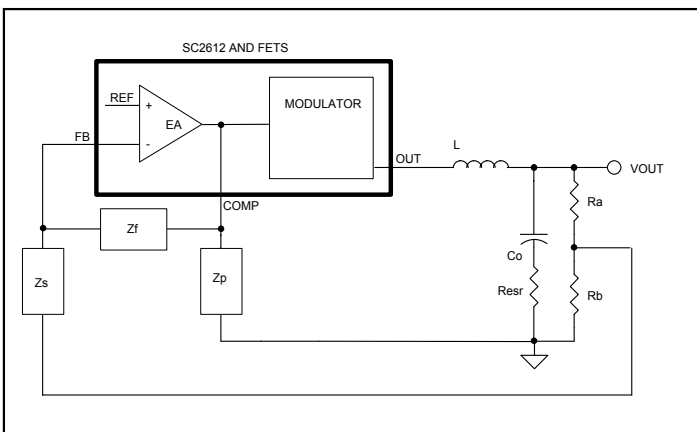 SC2612 AND FETS
REF
+
EA
-
FB
MODULATOR
OUT
L
VOUT
COMP
Ra
Zf
Co
Zs
Zp
Resr
Rb